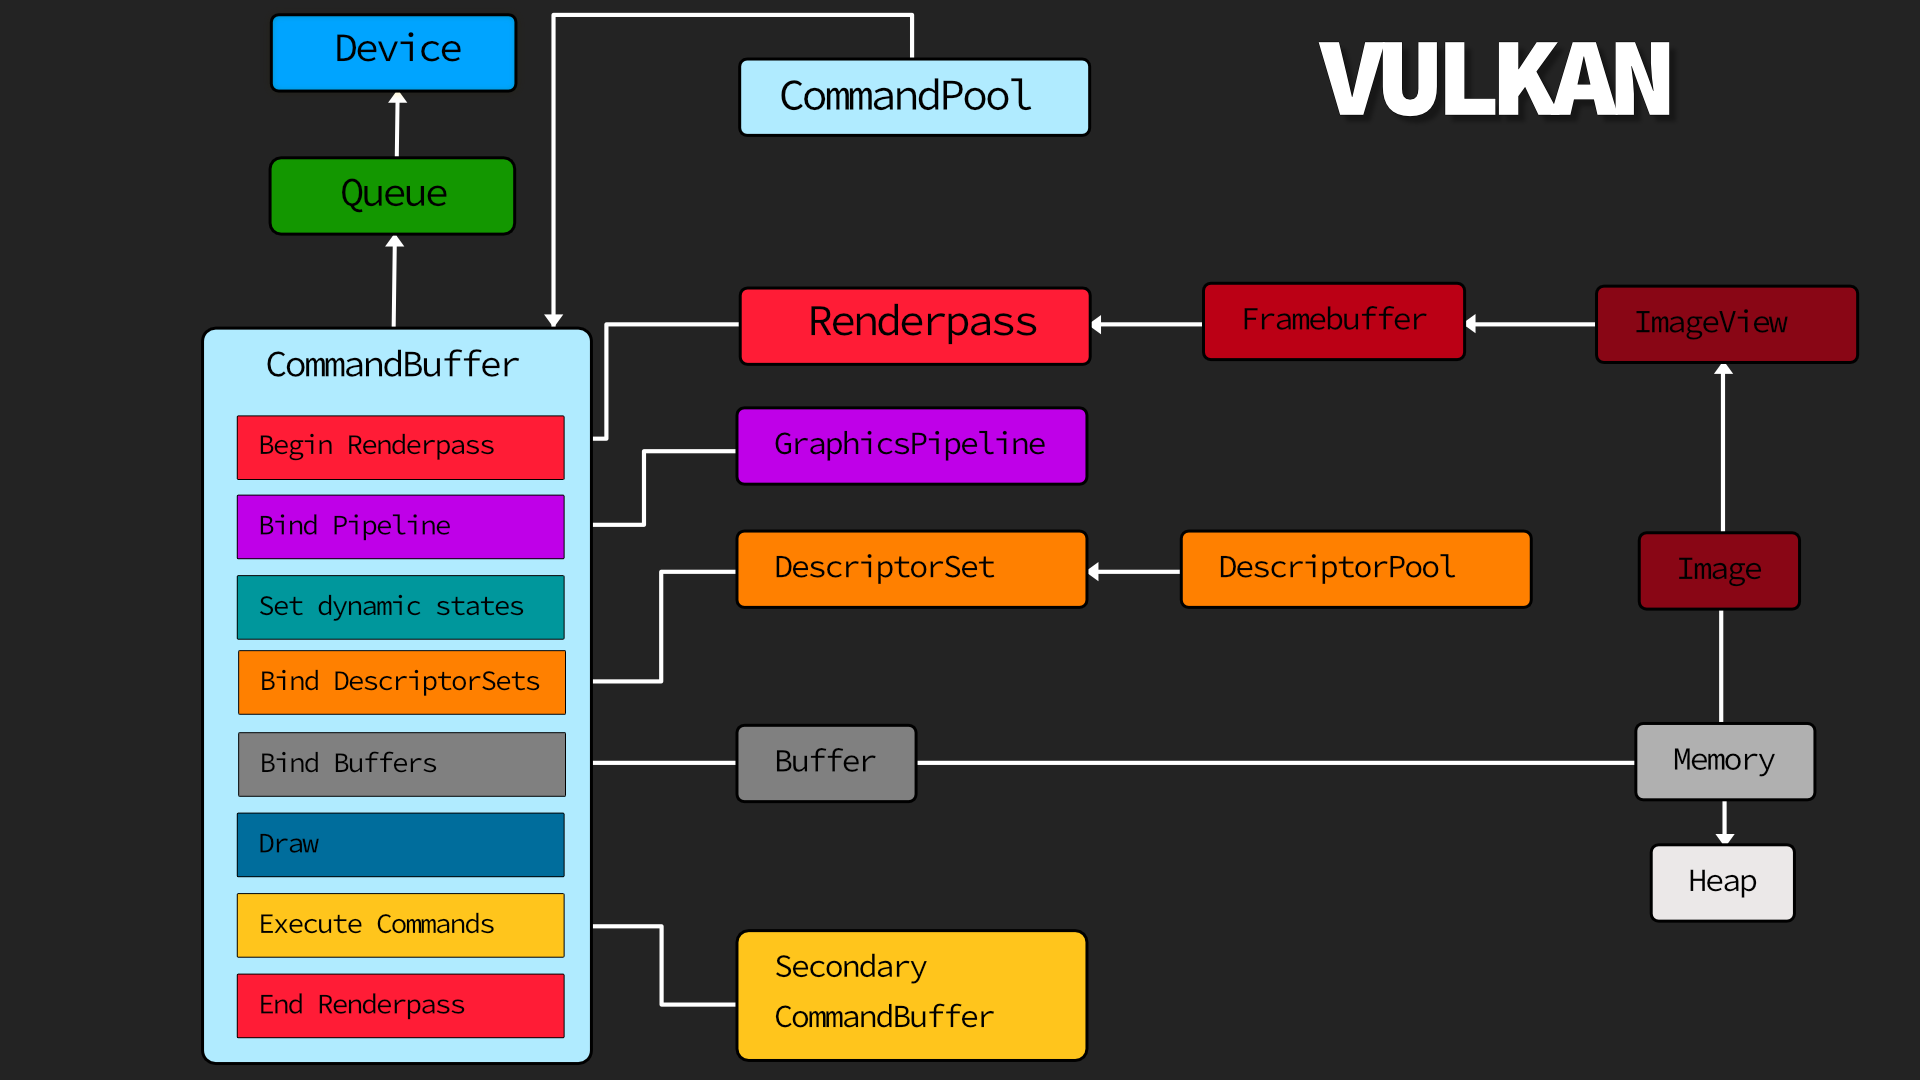 Device
CommandPool
VULKAN
Queue
Renderpass
Framebuffer
ImageView
CommandBuffer
Begin Renderpass
GraphicsPipeline
Bind Pipeline
DescriptorSet
DescriptorPool
Image
Set dynamic states
Bind DescriptorSets
Bind Buffers
Buffer
Memory
Draw
Heap
Execute Commands
Secondary
CommandBuffer
End Renderpass